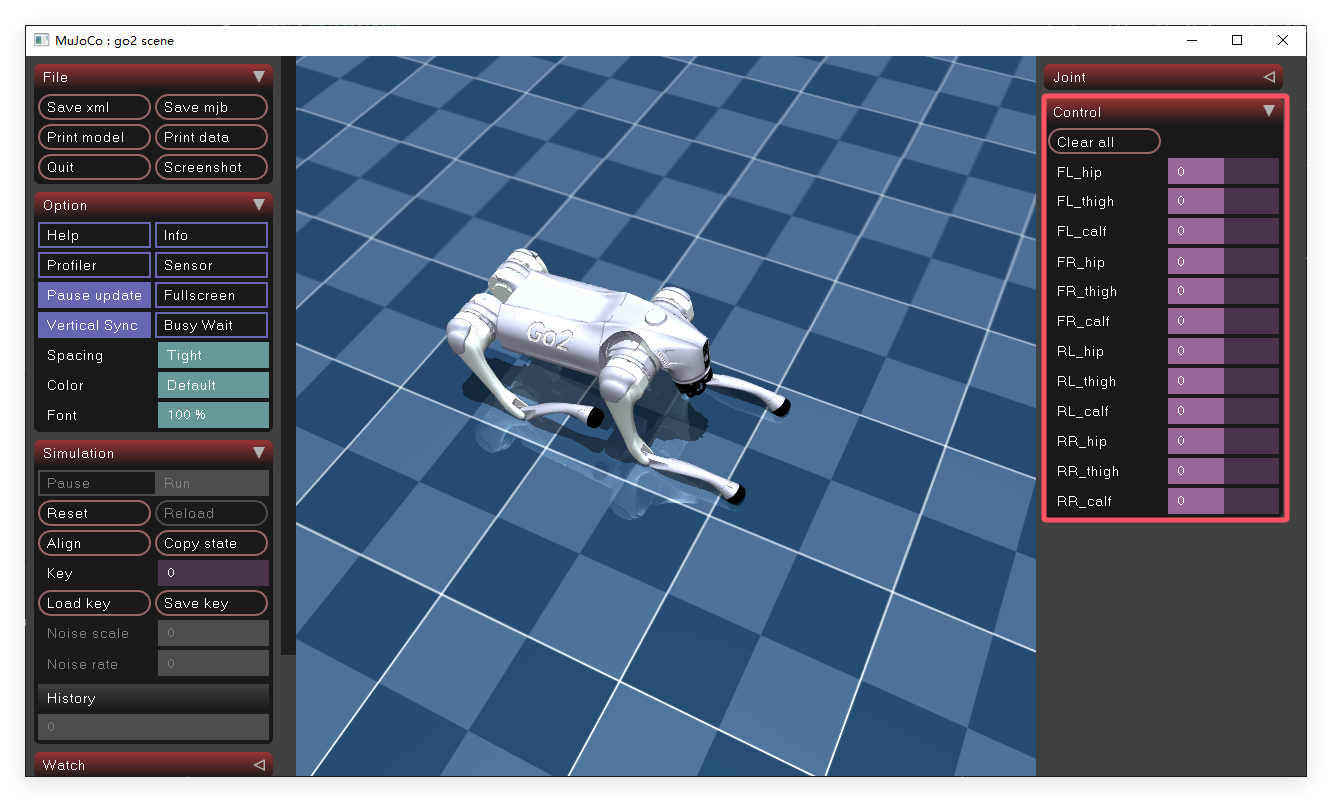 MuJoCo : go2 scene
File
Save xml Save mjb
Print model Print data
Quit Screenshot
Option
Help Info
Profiler Sensor
Pause update Fullscreen
Vertical Sync Busy Wait
Spacing Tight
Color Default
Font 100 %
Simulation
Pause Run
Reset Reload
Align Copy state
Key 0
Load key Save key
Noise scale 0
Noise rate 0
History
0
Watch
Go2
Joint
Control
Clear all
FL_hip 0
FL_thigh 0
FL_calf 0
FR_hip 0
FR_thigh 0
FR_calf 0
RL_hip 0
RL_thigh 0
RL_calf 0
RR_hip 0
RR_thigh 0
RR_calf 0